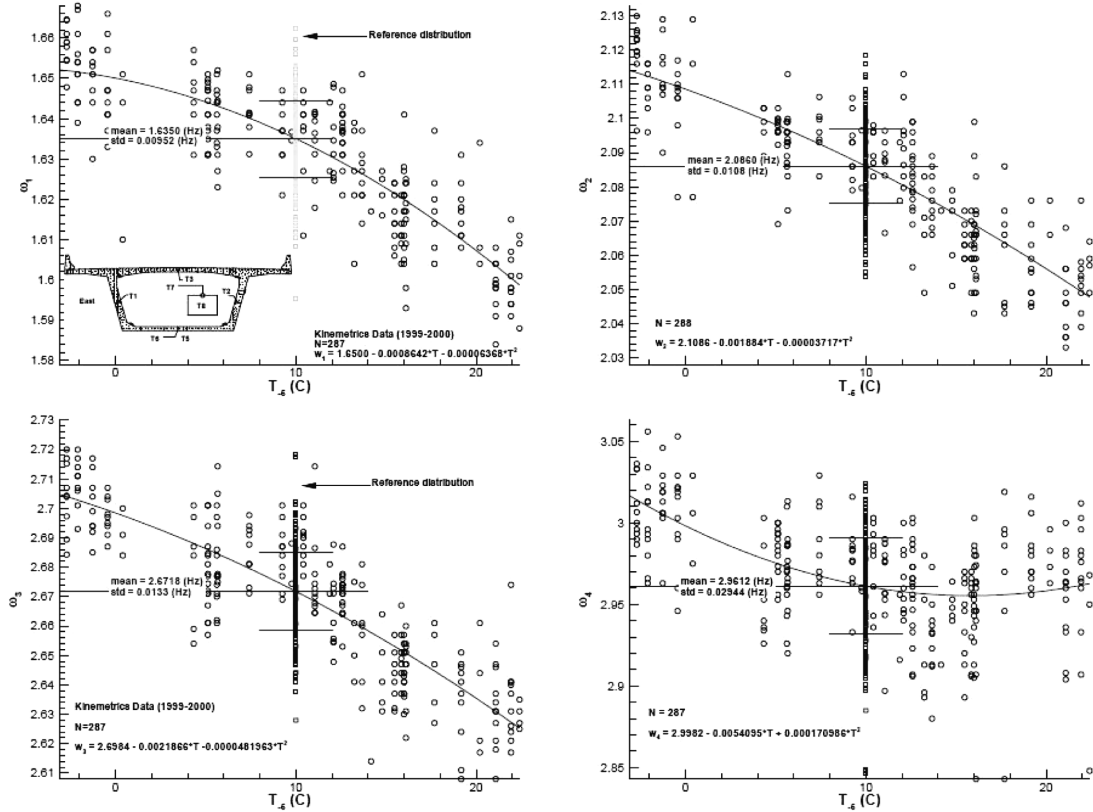 1.66
1.65
1.64
1.63
1.62
1.61
1.6
1.59
1.58
ω1
Reference distribution
mean = 1.6350 (Hz)
std = 0.00952 (Hz)
T3
T7
T1
T2
East
T8
T6 T5
Kinemetrics Data (1999-2000)
N=287
w1 = 1.6500 - 0.0008642*T - 0.00006368*T²
0 10 20
T-6 (C)
2.13
2.12
2.11
2.1
2.09
2.08
2.07
2.06
2.05
2.04
2.03
ω2
mean = 2.0860 (Hz)
std = 0.0108 (Hz)
N = 288
w2 = 2.1086 - 0.001884*T - 0.00003717*T²
0 10 20
T-6 (C)
2.73
2.72
2.71
2.7
2.69
2.68
2.67
2.66
2.65
2.64
2.63
2.62
2.61
ω3
Reference distribution
mean = 2.6718 (Hz)
std = 0.0133 (Hz)
Kinemetrics Data (1999-2000)
N=287
w3 = 2.6984 - 0.0021866*T -0.0000481963*T²
0 10 20
T-6 (C)
3.05
3
2.95
2.9
2.85
ω4
mean = 2.9612 (Hz)
std = 0.02944 (Hz)
N = 287
w4 = 2.9982 - 0.0054095*T + 0.000170986*T²
0 10 20
T-6 (C)